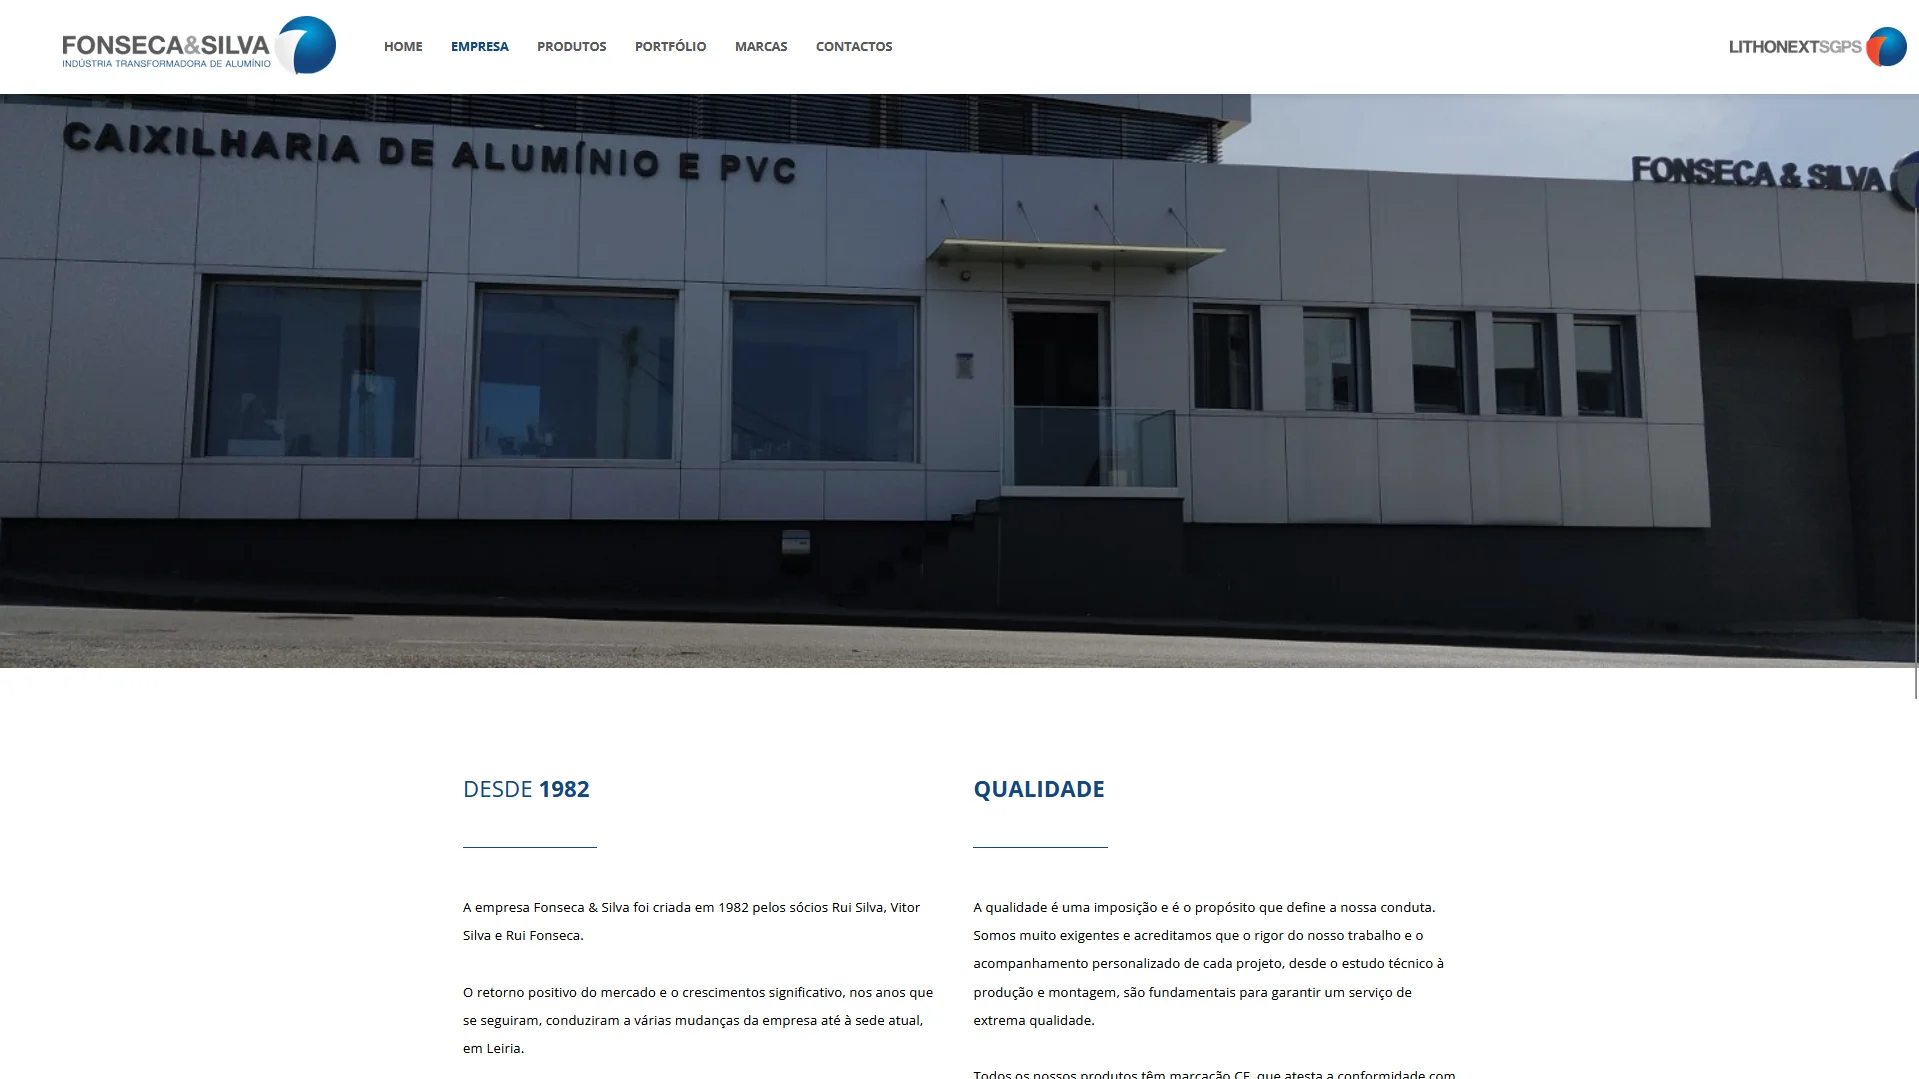 FONSECA&SILVA
INDÚSTRIA TRANSFORMADORA DE ALUMÍNIO
HOME
EMPRESA
PRODUTOS
PORTFÓLIO
MARCAS
CONTACTOS
LITHONEXTSGPS
CAIXILHARIA DE ALUMÍNIO E PVC
FONSECA & SILVA
DESDE 1982
A empresa Fonseca & Silva foi criada em 1982 pelos sócios Rui Silva, Vitor
Silva e Rui Fonseca.
O retorno positivo do mercado e o crescimentos significativo, nos anos que
se seguiram, conduziram a várias mudanças da empresa até à sede atual,
em Leiria.
QUALIDADE
A qualidade é uma imposição e é o propósito que define a nossa conduta.
Somos muito exigentes e acreditamos que o rigor do nosso trabalho e o
acompanhamento personalizado de cada projeto, desde o estudo técnico à
produção e montagem, são fundamentais para garantir um serviço de
extrema qualidade.
Todos os nossos produtos têm marcação CE, que atesta a conformidade com